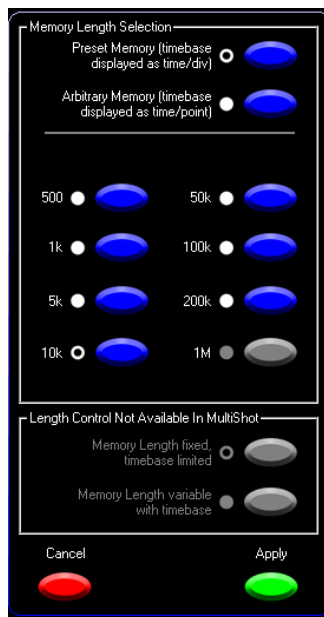 Memory Length Selection
Preset Memory (timebase
displayed as time/div)
Arbitrary Memory (timebase
displayed as time/point)
500
50k
1k
100k
5k
200k
10k
1M
Length Control Not Available In MultiShot
Memory Length fixed,
timebase limited
Memory Length variable
with timebase
Cancel
Apply